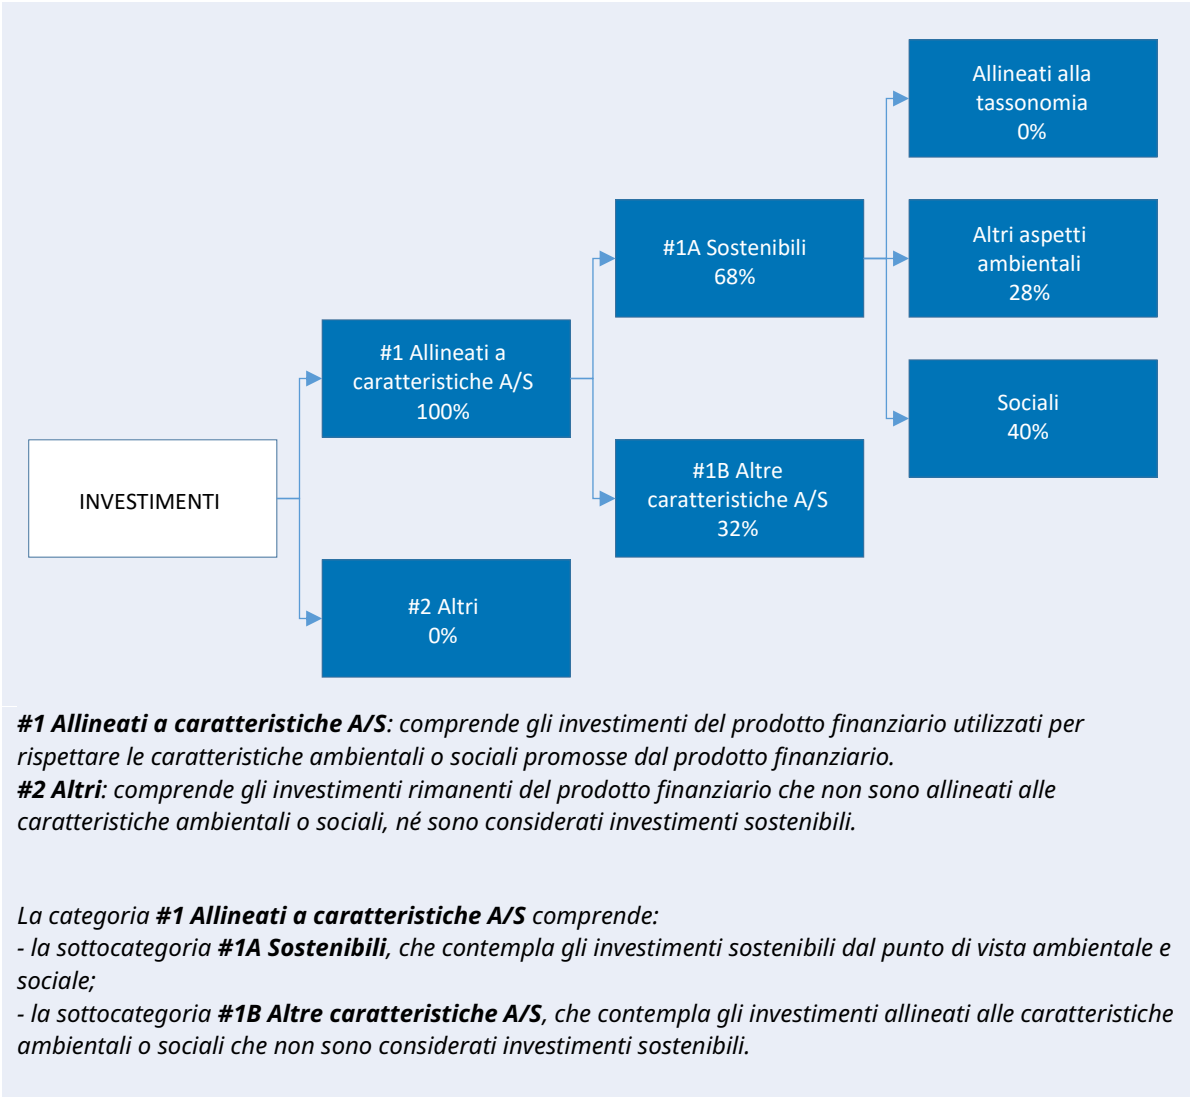 Allineati alla
tassonomia
0%
#1A Sostenibili
68%
Altri aspetti
ambientali
28%
#1 Allineati a
caratteristiche A/S
100%
Sociali
40%
INVESTIMENTI
#1B Altre
caratteristiche A/S
32%
#2 Altri
0%
#1 Allineati a caratteristiche A/S: comprende gli investimenti del prodotto finanziario utilizzati per
rispettare le caratteristiche ambientali o sociali promosse dal prodotto finanziario.
#2 Altri: comprende gli investimenti rimanenti del prodotto finanziario che non sono allineati alle
caratteristiche ambientali o sociali, né sono considerati investimenti sostenibili.
La categoria #1 Allineati a caratteristiche A/S comprende:
- la sottocategoria #1A Sostenibili, che contempla gli investimenti sostenibili dal punto di vista ambientale e
sociale;
- la sottocategoria #1B Altre caratteristiche A/S, che contempla gli investimenti allineati alle caratteristiche
ambientali o sociali che non sono considerati investimenti sostenibili.